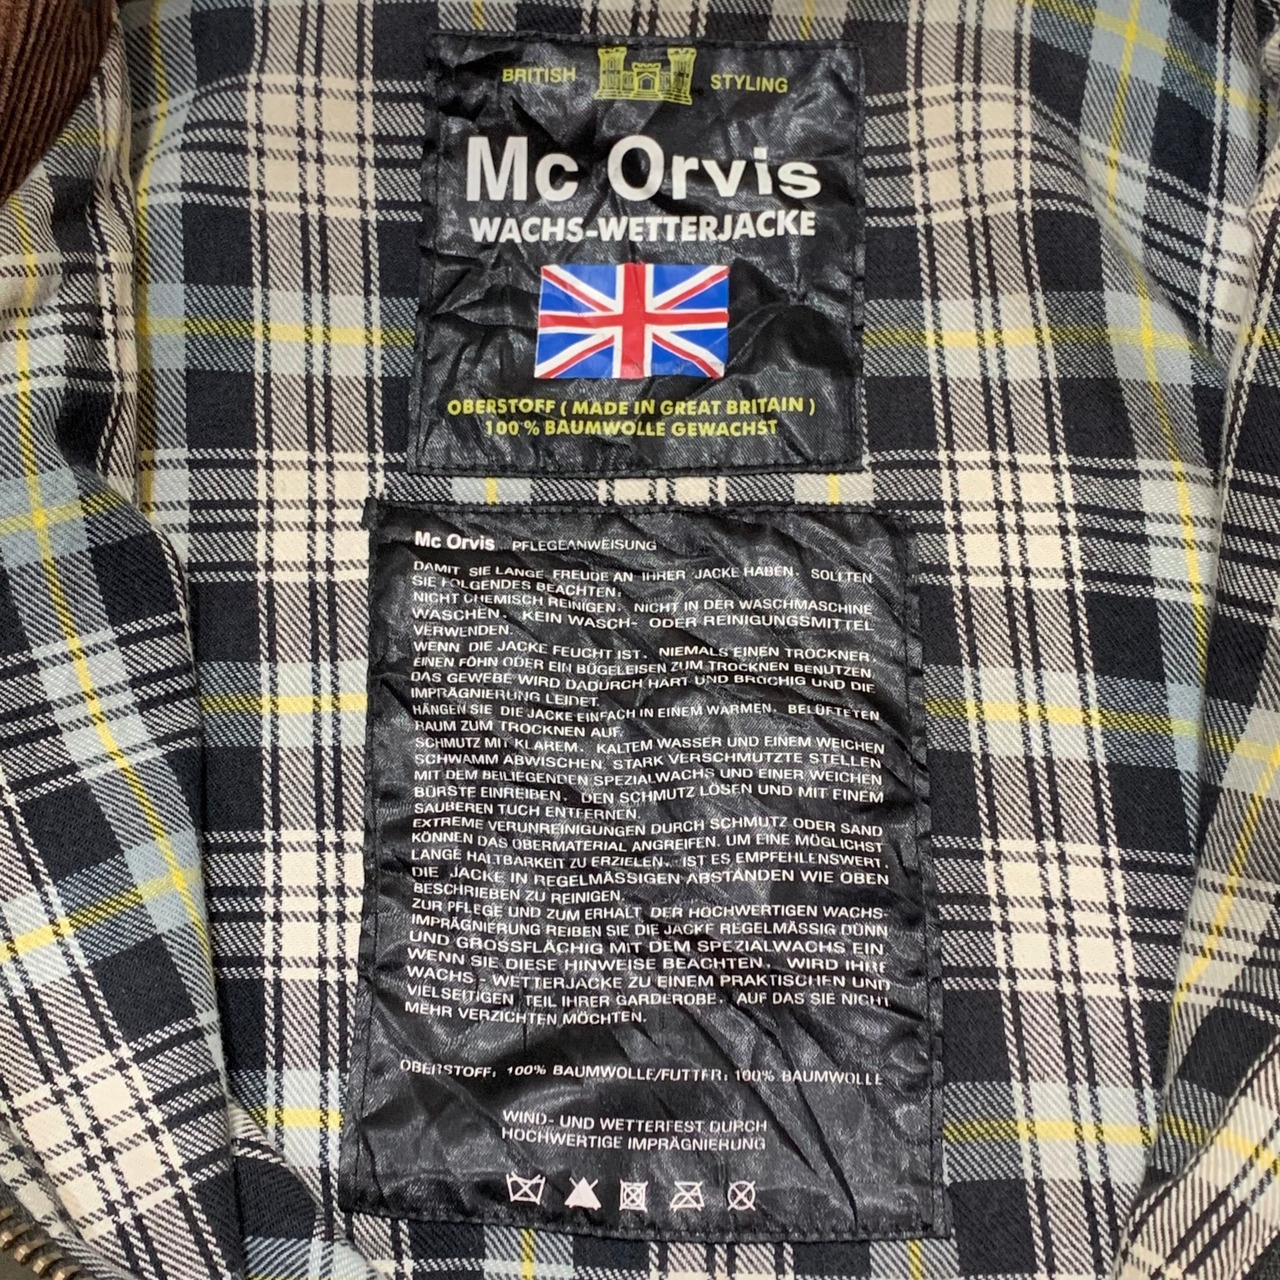 BRITISH STYLING
Mc Orvis
WACHS-WETTERJACKE
OBERSTOFF ( MADE IN GREAT BRITAIN )
100 % BAUMWOLLE GEWACHST
Mc Orvis PFLEGEANWEISUNG
DAMIT SIE LANGE FREUDE AN IHRER JACKE HABEN, SOLLTEN
SIE FOLGENDES BEACHTEN:
NICHT CHEMISCH REINIGEN. NICHT IN DER WASCHMASCHINE
WASCHEN. KEIN WASCH- ODER REINIGUNGSMITTEL
VERWENDEN.
WENN DIE JACKE FEUCHT IST, NIEMALS EINEN TROCKNER,
EINEN FÖHN ODER EIN BÜGELEISEN ZUM TROCKNEN BENUTZEN.
DAS GEWEBE WIRD DADURCH HART UND BRÜCHIG UND DIE
IMPRÄGNIERUNG LEIDET.
HÄNGEN SIE DIE JACKE EINFACH IN EINEM WARMEN, BELÜFTETEN
RAUM ZUM TROCKNEN AUF.
SCHMUTZ MIT KLAREM, KALTEM WASSER UND EINEM WEICHEN
SCHWAMM ABWISCHEN. STARK VERSCHMUTZTE STELLEN
MIT DEM BEILIEGENDEN SPEZIALWACHS UND EINER WEICHEN
BÜRSTE EINREIBEN, DEN SCHMUTZ LÖSEN UND MIT EINEM
SAUBEREN TUCH ENTFERNEN.
EXTREME VERUNREINIGUNGEN DURCH SCHMUTZ ODER SAND
KÖNNEN DAS OBERMATERIAL ANGREIFEN. UM EINE MÖGLICHST
LANGE HALTBARKEIT ZU ERZIELEN, IST ES EMPFEHLENSWERT,
DIE JACKE IN REGELMÄSSIGEN ABSTÄNDEN WIE OBEN
BESCHRIEBEN ZU REINIGEN.
ZUR PFLEGE UND ZUM ERHALT DER HOCHWERTIGEN WACHS-
IMPRÄGNIERUNG REIBEN SIE DIE JACKE REGELMÄSSIG DÜNN
UND GROSSFLÄCHIG MIT DEM SPEZIALWACHS EIN
WENN SIE DIESE HINWEISE BEACHTEN, WIRD IHRE
WACHS-WETTERJACKE ZU EINEM PRAKTISCHEN UND
VIELSEITIGEN TEIL IHRER GARDEROBE, AUF DAS SIE NICHT
MEHR VERZICHTEN MÖCHTEN.
OBERSTOFF: 100% BAUMWOLLE/FUTTER: 100% BAUMWOLLE
WIND- UND WETTERFEST DURCH
HOCHWERTIGE IMPRÄGNIERUNG